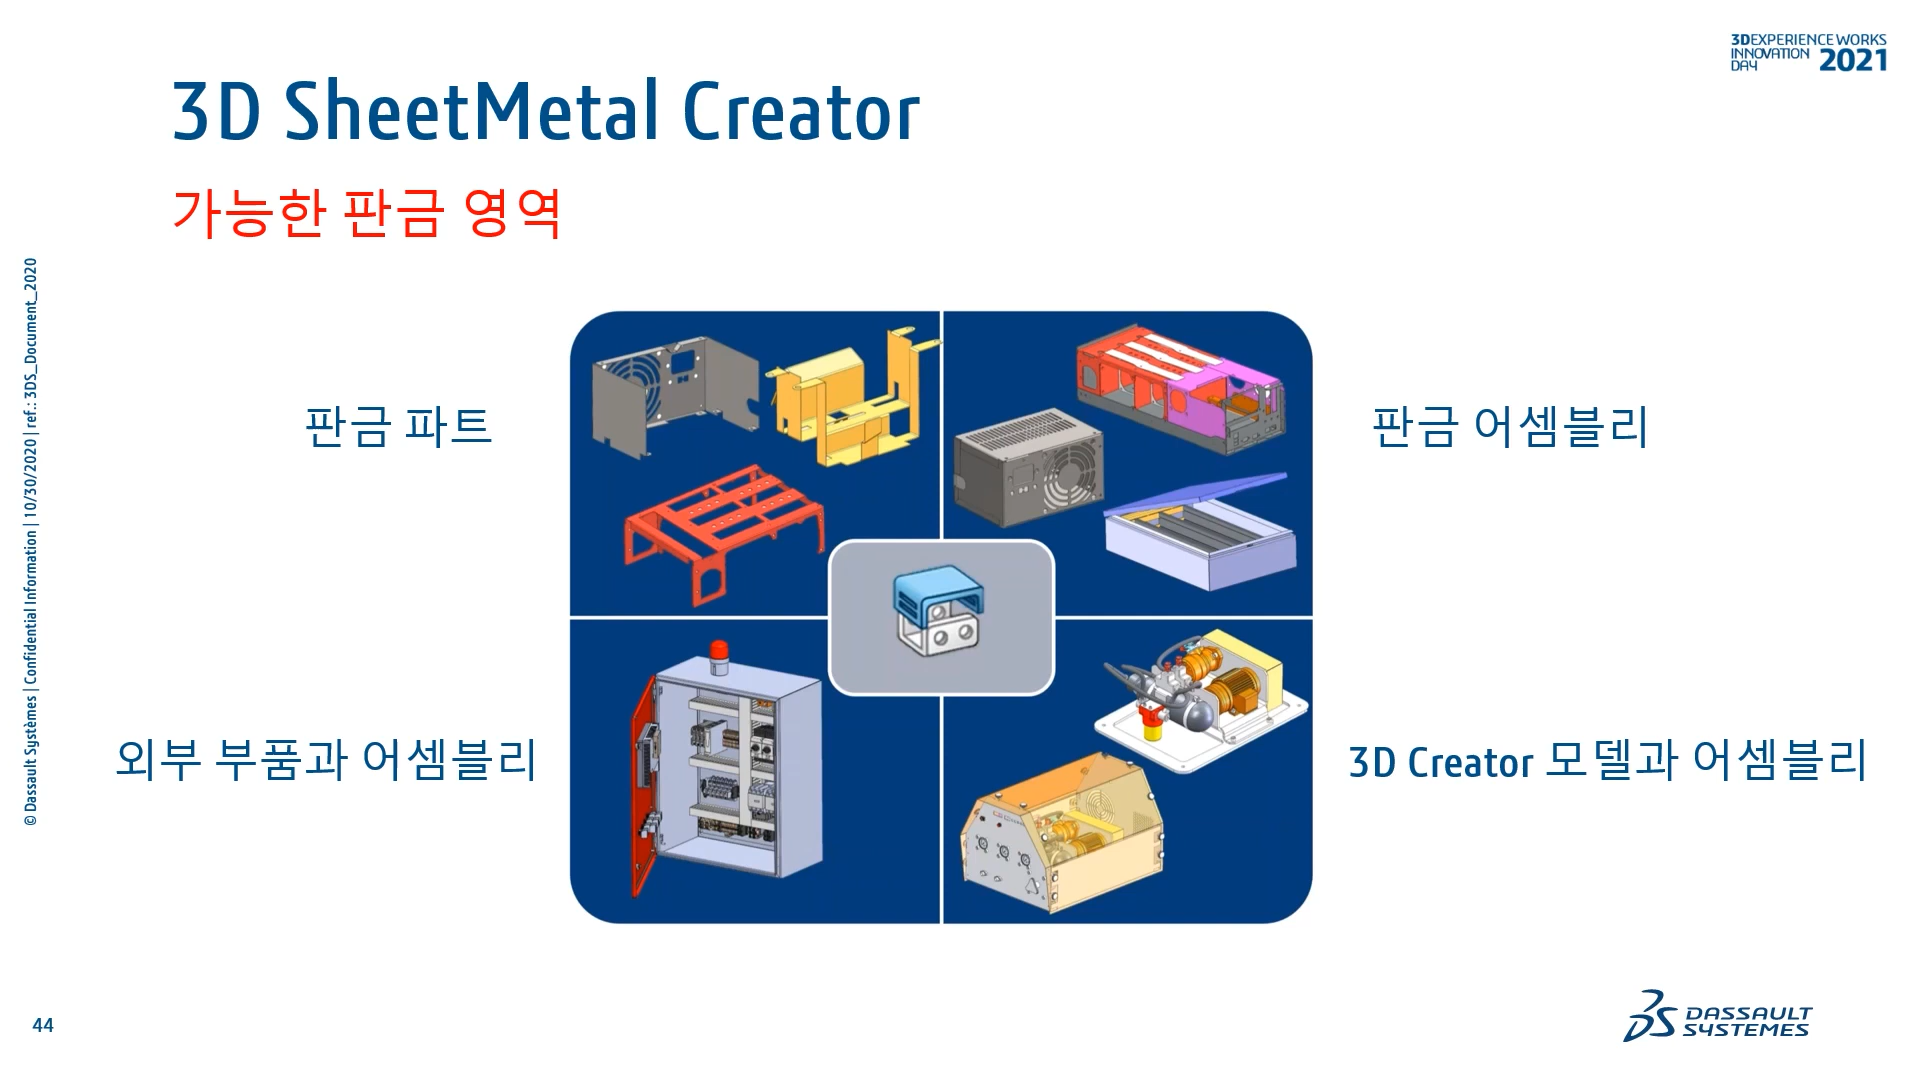 3DEXPERIENCE WORKS
INNOVATION
DAY 2021
3D SheetMetal Creator
가능한 판금 영역
판금 파트
판금 어셈블리
외부 부품과 어셈블리
3D Creator 모델과 어셈블리
© Dassault Systèmes | Confidential Information | 10/30/2020 | ref.: 3DS_Document_2020
44
DASSAULT
SYSTEMES